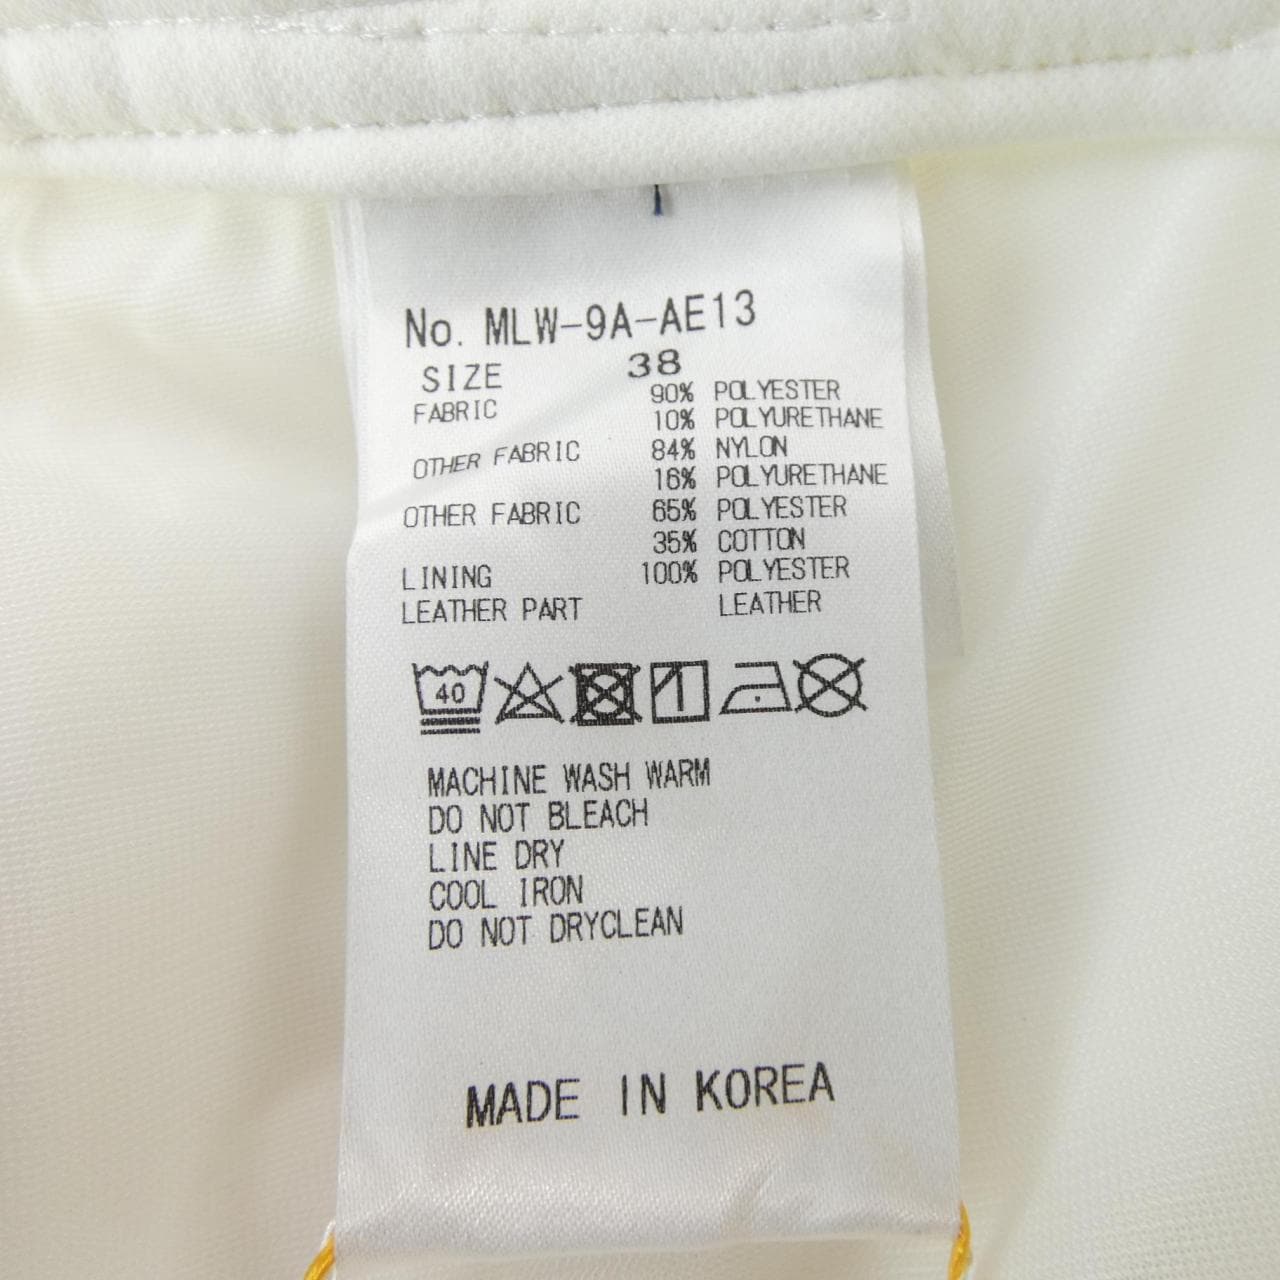 No. MLW-9A-AE13
SIZE 38
FABRIC 90% POLYESTER
10% POLYURETHANE
OTHER FABRIC 84% NYLON
16% POLYURETHANE
OTHER FABRIC 65% POLYESTER
35% COTTON
LINING 100% POLYESTER
LEATHER PART LEATHER
40
MACHINE WASH WARM
DO NOT BLEACH
LINE DRY
COOL IRON
DO NOT DRYCLEAN
MADE IN KOREA